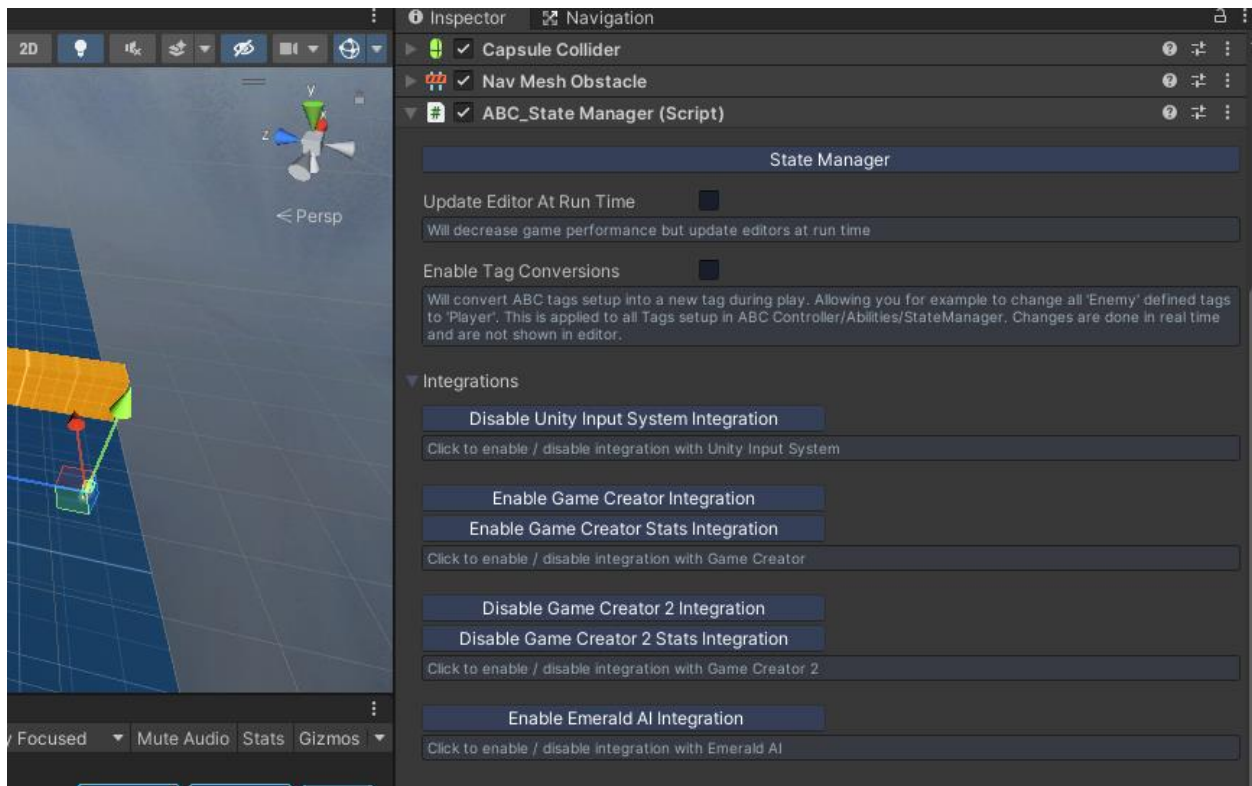 Inspector
Navigation
2D
Capsule Collider
Nav Mesh Obstacle
# ABC_State Manager (Script)
y
x
z
State Manager
Update Editor At Run Time
< Persp
Will decrease game performance but update editors at run time
Enable Tag Conversions
Will convert ABC tags setup into a new tag during play. Allowing you for example to change all 'Enemy' defined tags
to 'Player'. This is applied to all Tags setup in ABC Controller/Abilities/StateManager. Changes are done in real time
and are not shown in editor.
Integrations
Disable Unity Input System Integration
Click to enable / disable integration with Unity Input System
Enable Game Creator Integration
Enable Game Creator Stats Integration
Click to enable / disable integration with Game Creator
Disable Game Creator 2 Integration
Disable Game Creator 2 Stats Integration
Click to enable / disable integration with Game Creator 2
Enable Emerald AI Integration
Click to enable / disable integration with Emerald AI
y Focused Mute Audio Stats Gizmos